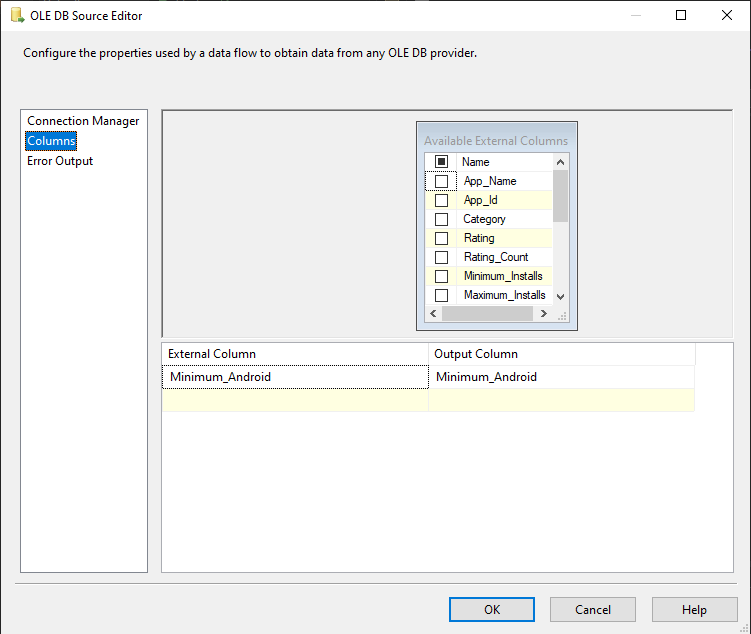 OLE DB Source Editor
Configure the properties used by a data flow to obtain data from any OLE DB provider.
Connection Manager
Columns
Error Output
Available External Columns
Name
App_Name
App_Id
Category
Rating
Rating_Count
Minimum_Installs
Maximum_Installs
External Column Output Column
Minimum_Android Minimum_Android
OK Cancel Help